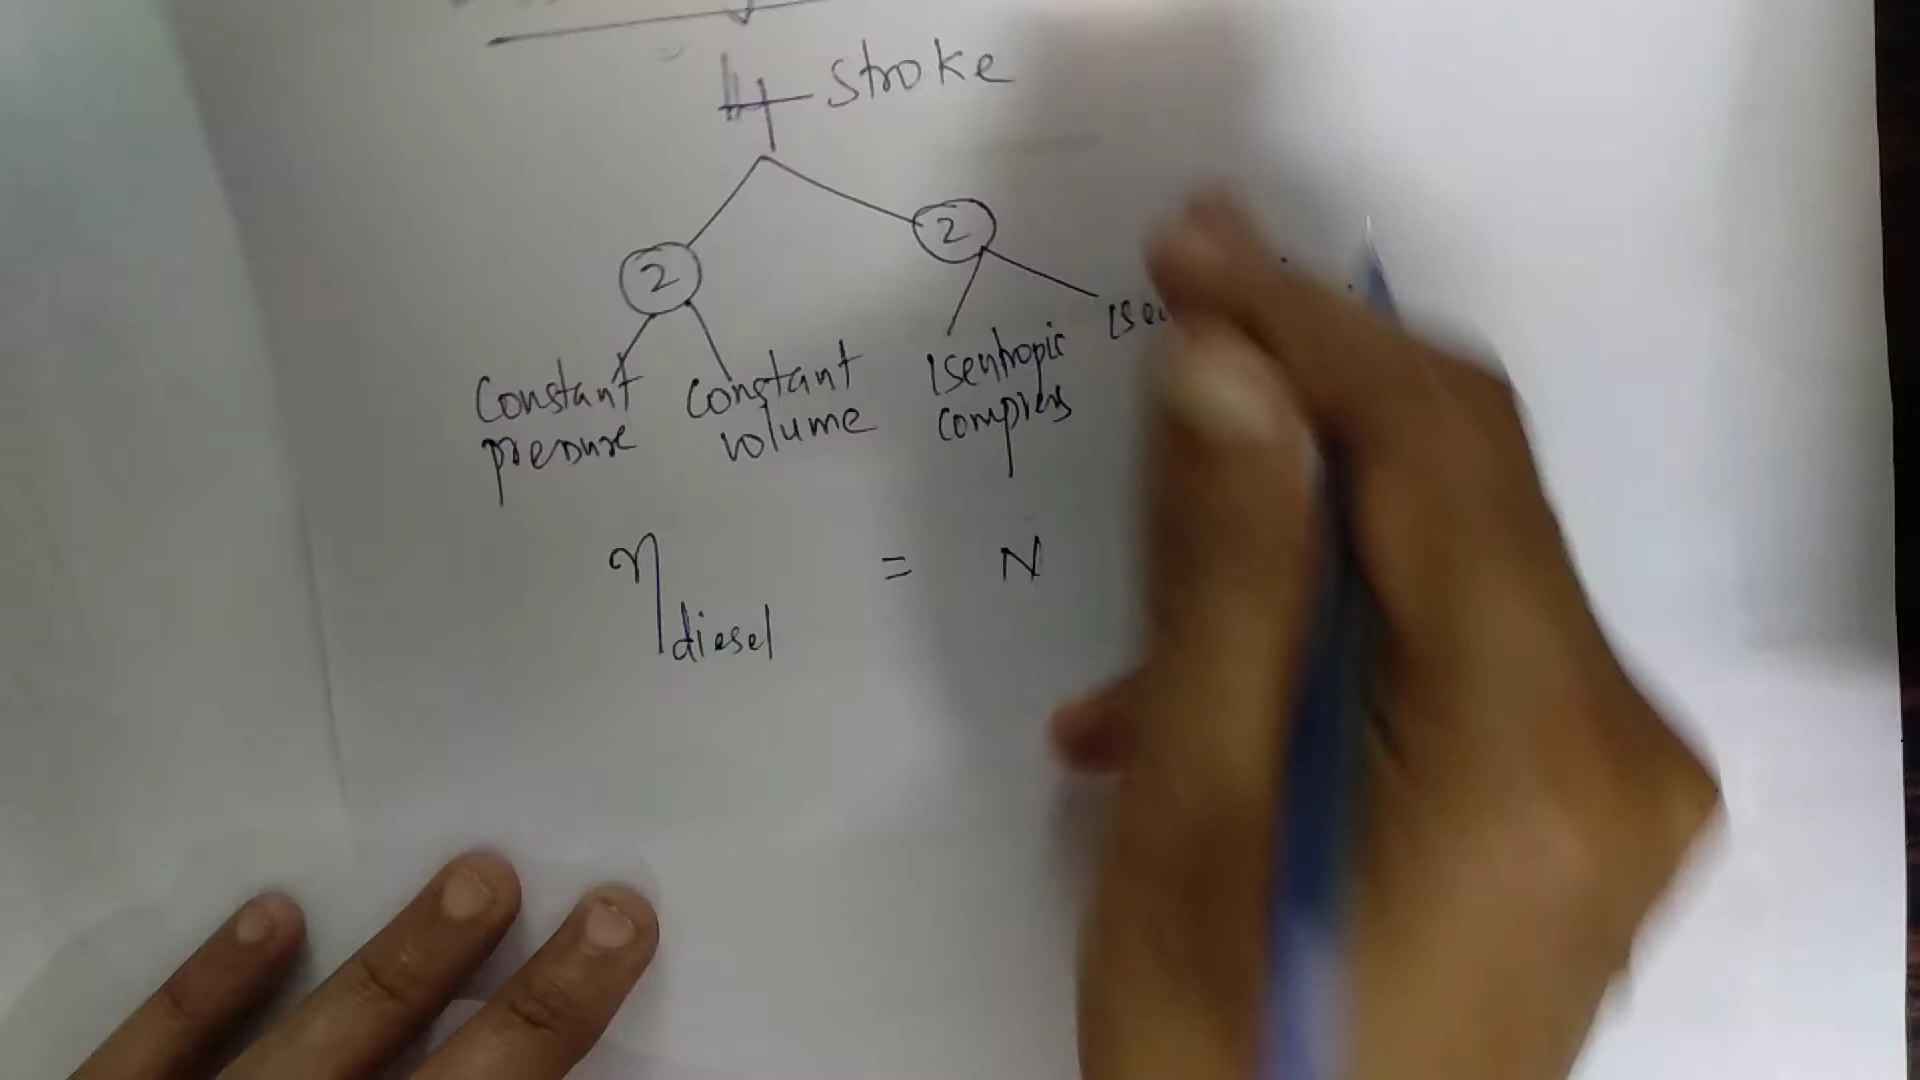 4 stroke
2 2
Constant pressure
Constant volume
Isentropic compress
η diesel = N